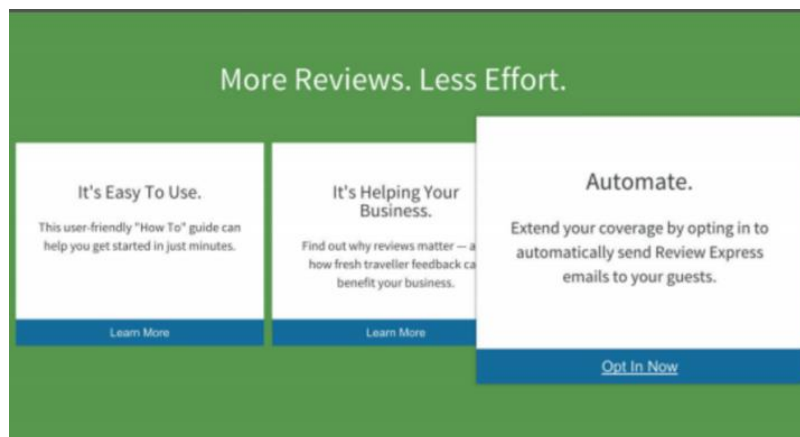 More Reviews. Less Effort.
It's Easy To Use.
This user-friendly "How To" guide can
help you get started in just minutes.
Learn More
It's Helping Your
Business.
Find out why reviews matter — a
how fresh traveller feedback ca
benefit your business.
Learn More
Automate.
Extend your coverage by opting in to
automatically send Review Express
emails to your guests.
Opt In Now